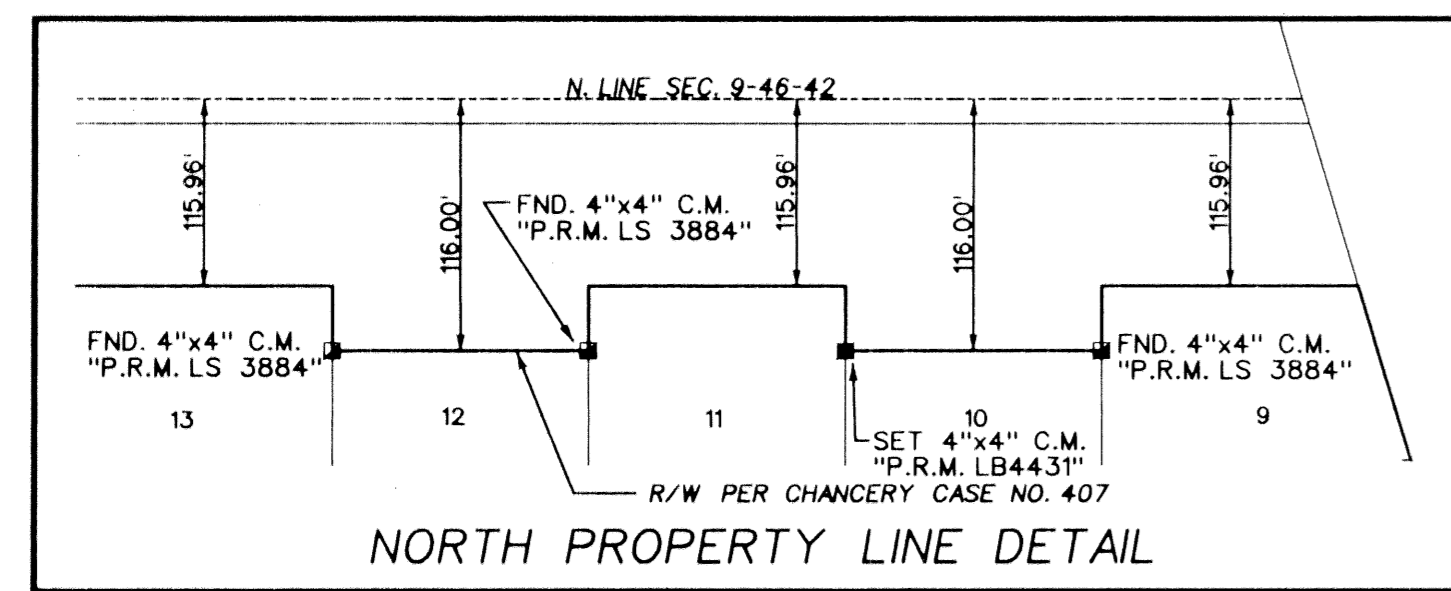 N. LINE SEC. 9-46-42
115.96'
116.00'
115.96'
116.00'
115.96'
FND. 4"x4" C.M.
"P.R.M. LS 3884"
FND. 4"x4" C.M.
"P.R.M. LS 3884"
FND. 4"x4" C.M.
"P.R.M. LS 3884"
13
12
11
10
9
SET 4"x4" C.M.
"P.R.M. LB4431"
R/W PER CHANCERY CASE NO. 407
NORTH PROPERTY LINE DETAIL